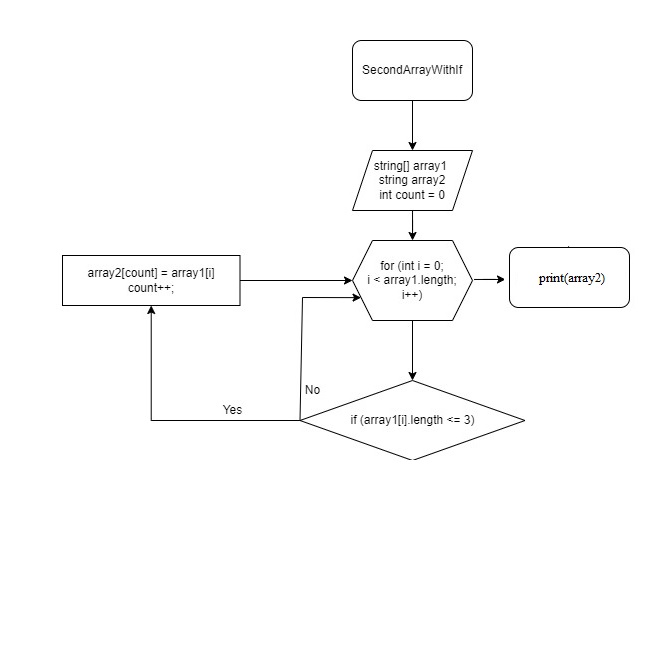 SecondArrayWithIf
string[] array1
string array2
int count = 0
for (int i = 0;
i < array1.length;
i++)
print(array2)
array2[count] = array1[i]
count++;
No
Yes
if (array1[i].length <= 3)